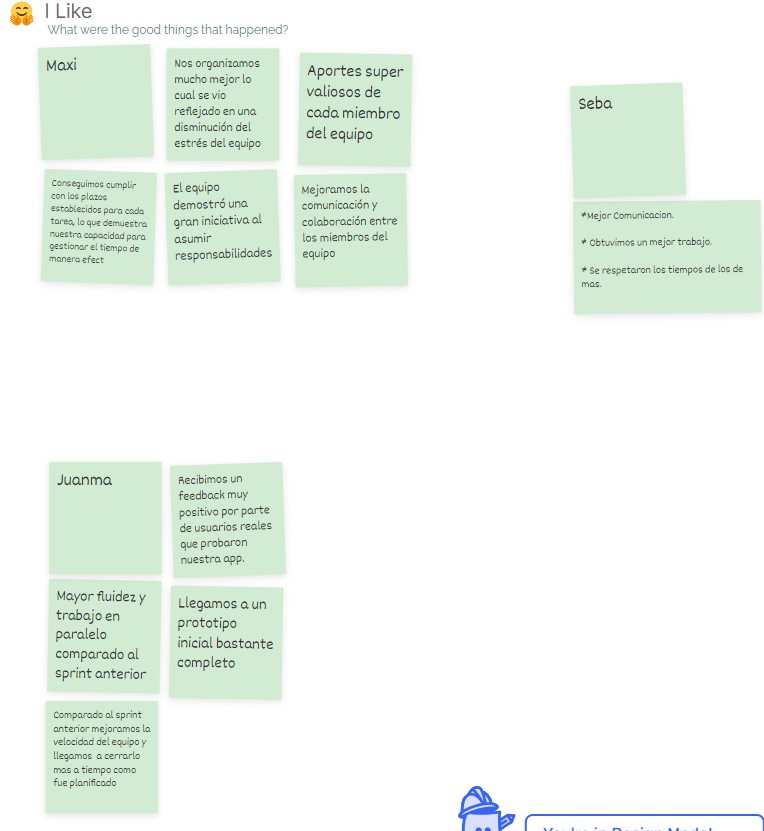 I Like
What were the good things that happened?
Maxi
Nos organizamos
mucho mejor lo
cual se vio
reflejado en una
disminución del
estrés del equipo
Aportes super
valiosos de
cada miembro
del equipo
Conseguimos cumplir
con los plazos
establecidos para cada
tarea, lo que demuestra
nuestra capacidad para
gestionar el tiempo de
manera efect
El equipo
demostró una
gran iniciativa al
asumir
responsabilidades
Mejoramos la
comunicación y
colaboración entre
los miembros del
equipo
Seba
*Mejor Comunicacion.
* Obtuvimos un mejor trabajo.
* Se respetaron los tiempos de los de
mas.
Juanma
Recibimos un
feedback muy
positivo por parte
de usuarios reales
que probaron
nuestra app.
Mayor fluidez y
trabajo en
paralelo
comparado al
sprint anterior
Llegamos a un
prototipo
inicial bastante
completo
Comparado al sprint
anterior mejoramos la
velocidad del equipo y
llegamos a cerrarlo
mas a tiempo como
fue planificado
You're in Design Mode!